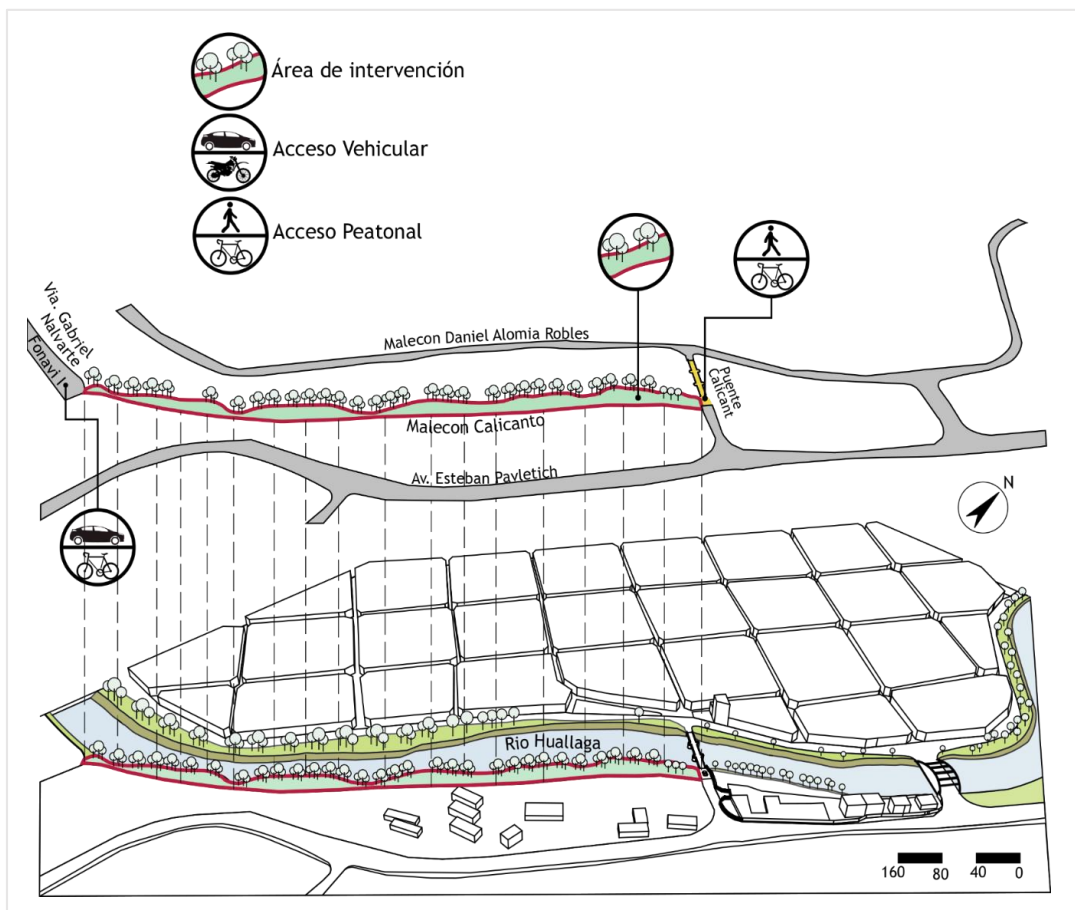 Área de intervención
Acceso Vehicular
Acceso Peatonal
Via. Gabriel
Nalvarte
Fonavi I
Malecon Daniel Alomia Robles
Puente
Calicant
Malecon Calicanto
Av. Esteban Pavletich
N
Rio Huallaga
160 80 40 0